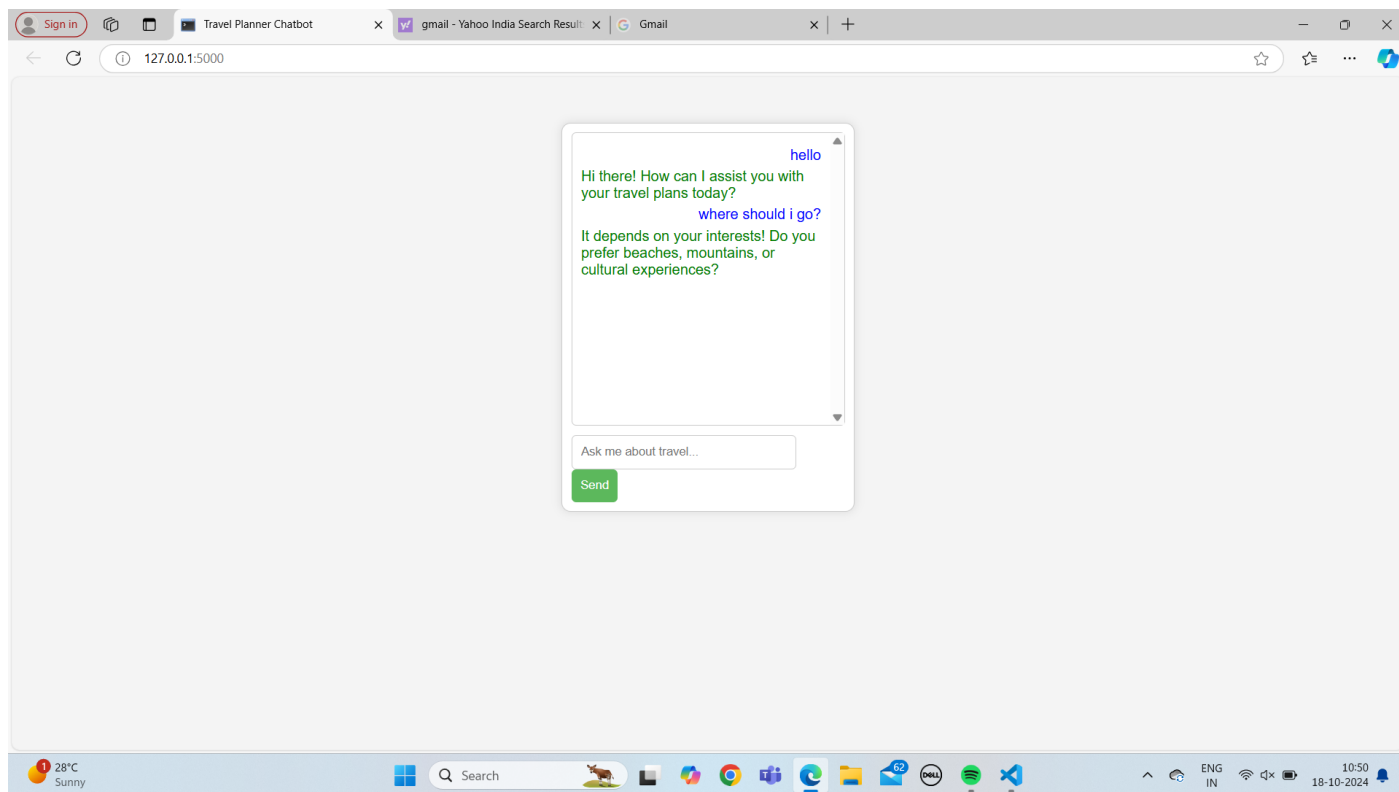 Sign in
Travel Planner Chatbot
gmail - Yahoo India Search Result
Gmail
127.0.0.1:5000
hello
Hi there! How can I assist you with
your travel plans today?
where should i go?
It depends on your interests! Do you
prefer beaches, mountains, or
cultural experiences?
Ask me about travel...
Send
1
28°C
Sunny
Search
62
DELL
ENG
IN
10:50
18-10-2024